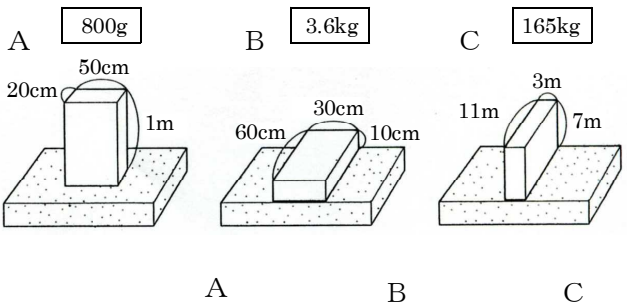 A 800g B 3.6kg C 165kg
50cm
20cm
1m
30cm
60cm
10cm
3m
11m
7m
A B C